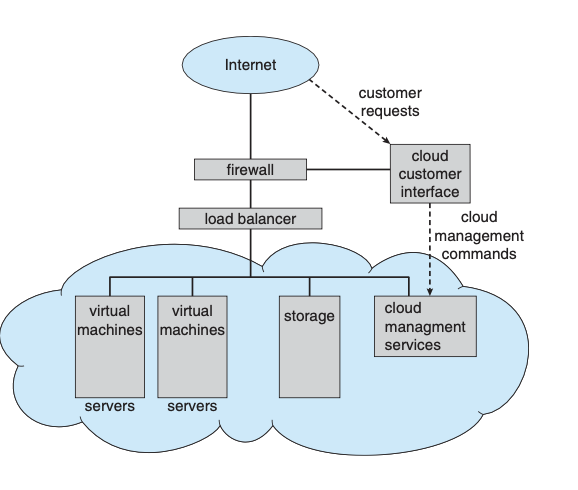 Internet
customer
requests
cloud
customer
interface
firewall
load balancer
cloud
management
commands
virtual
machines
virtual
machines
storage
cloud
managment
services
servers
servers